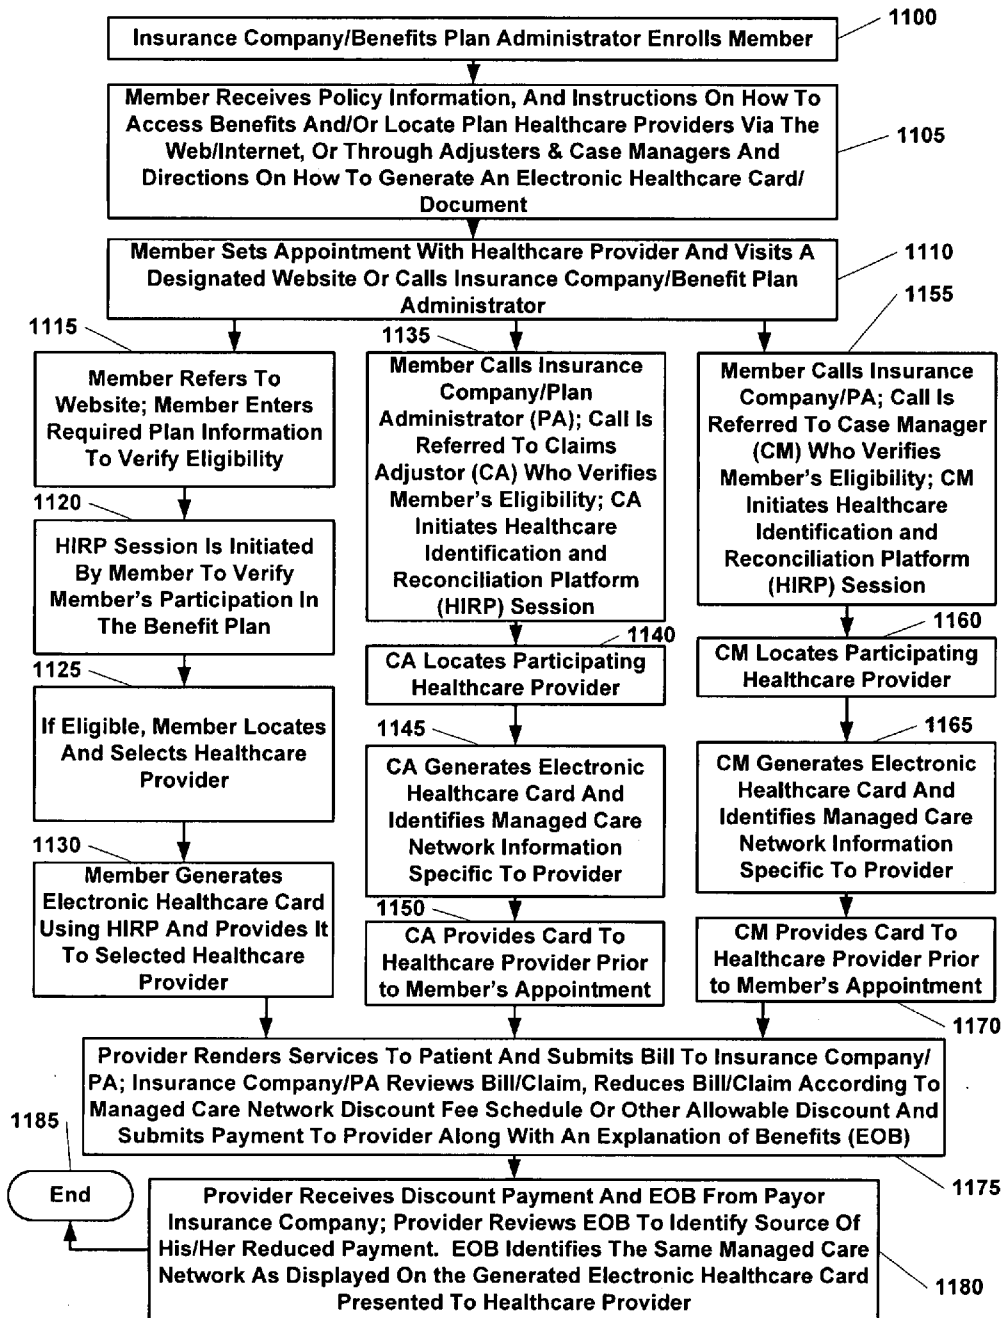 1100
Insurance Company/Benefits Plan Administrator Enrolls Member
Member Receives Policy Information, And Instructions On How To
Access Benefits And/Or Locate Plan Healthcare Providers Via The
Web/Internet, Or Through Adjusters & Case Managers And
Directions On How To Generate An Electronic Healthcare Card/
Document
1105
Member Sets Appointment With Healthcare Provider And Visits A
Designated Website Or Calls Insurance Company/Benefit Plan
Administrator
1110
1115
Member Refers To
Website; Member Enters
Required Plan Information
To Verify Eligibility
1120
HIRP Session Is Initiated
By Member To Verify
Member's Participation In
The Benefit Plan
1125
If Eligible, Member Locates
And Selects Healthcare
Provider
1130
Member Generates
Electronic Healthcare Card
Using HIRP And Provides It
To Selected Healthcare
Provider
1135
Member Calls Insurance
Company/Plan
Administrator (PA); Call Is
Referred To Claims
Adjustor (CA) Who Verifies
Member's Eligibility; CA
Initiates Healthcare
Identification and
Reconciliation Platform
(HIRP) Session
1140
CA Locates Participating
Healthcare Provider
1145
CA Generates Electronic
Healthcare Card And
Identifies Managed Care
Network Information
Specific To Provider
1150
CA Provides Card To
Healthcare Provider Prior
to Member's Appointment
1155
Member Calls Insurance
Company/PA; Call Is
Referred To Case Manager
(CM) Who Verifies
Member's Eligibility; CM
Initiates Healthcare
Identification and
Reconciliation Platform
(HIRP) Session
1160
CM Locates Participating
Healthcare Provider
1165
CM Generates Electronic
Healthcare Card And
Identifies Managed Care
Network Information
Specific To Provider
CM Provides Card To
Healthcare Provider Prior
to Member's Appointment
1170
Provider Renders Services To Patient And Submits Bill To Insurance Company/
PA; Insurance Company/PA Reviews Bill/Claim, Reduces Bill/Claim According To
Managed Care Network Discount Fee Schedule Or Other Allowable Discount And
Submits Payment To Provider Along With An Explanation of Benefits (EOB)
1175
1185
End
Provider Receives Discount Payment And EOB From Payor
Insurance Company; Provider Reviews EOB To Identify Source Of
His/Her Reduced Payment. EOB Identifies The Same Managed Care
Network As Displayed On the Generated Electronic Healthcare Card
Presented To Healthcare Provider
1180